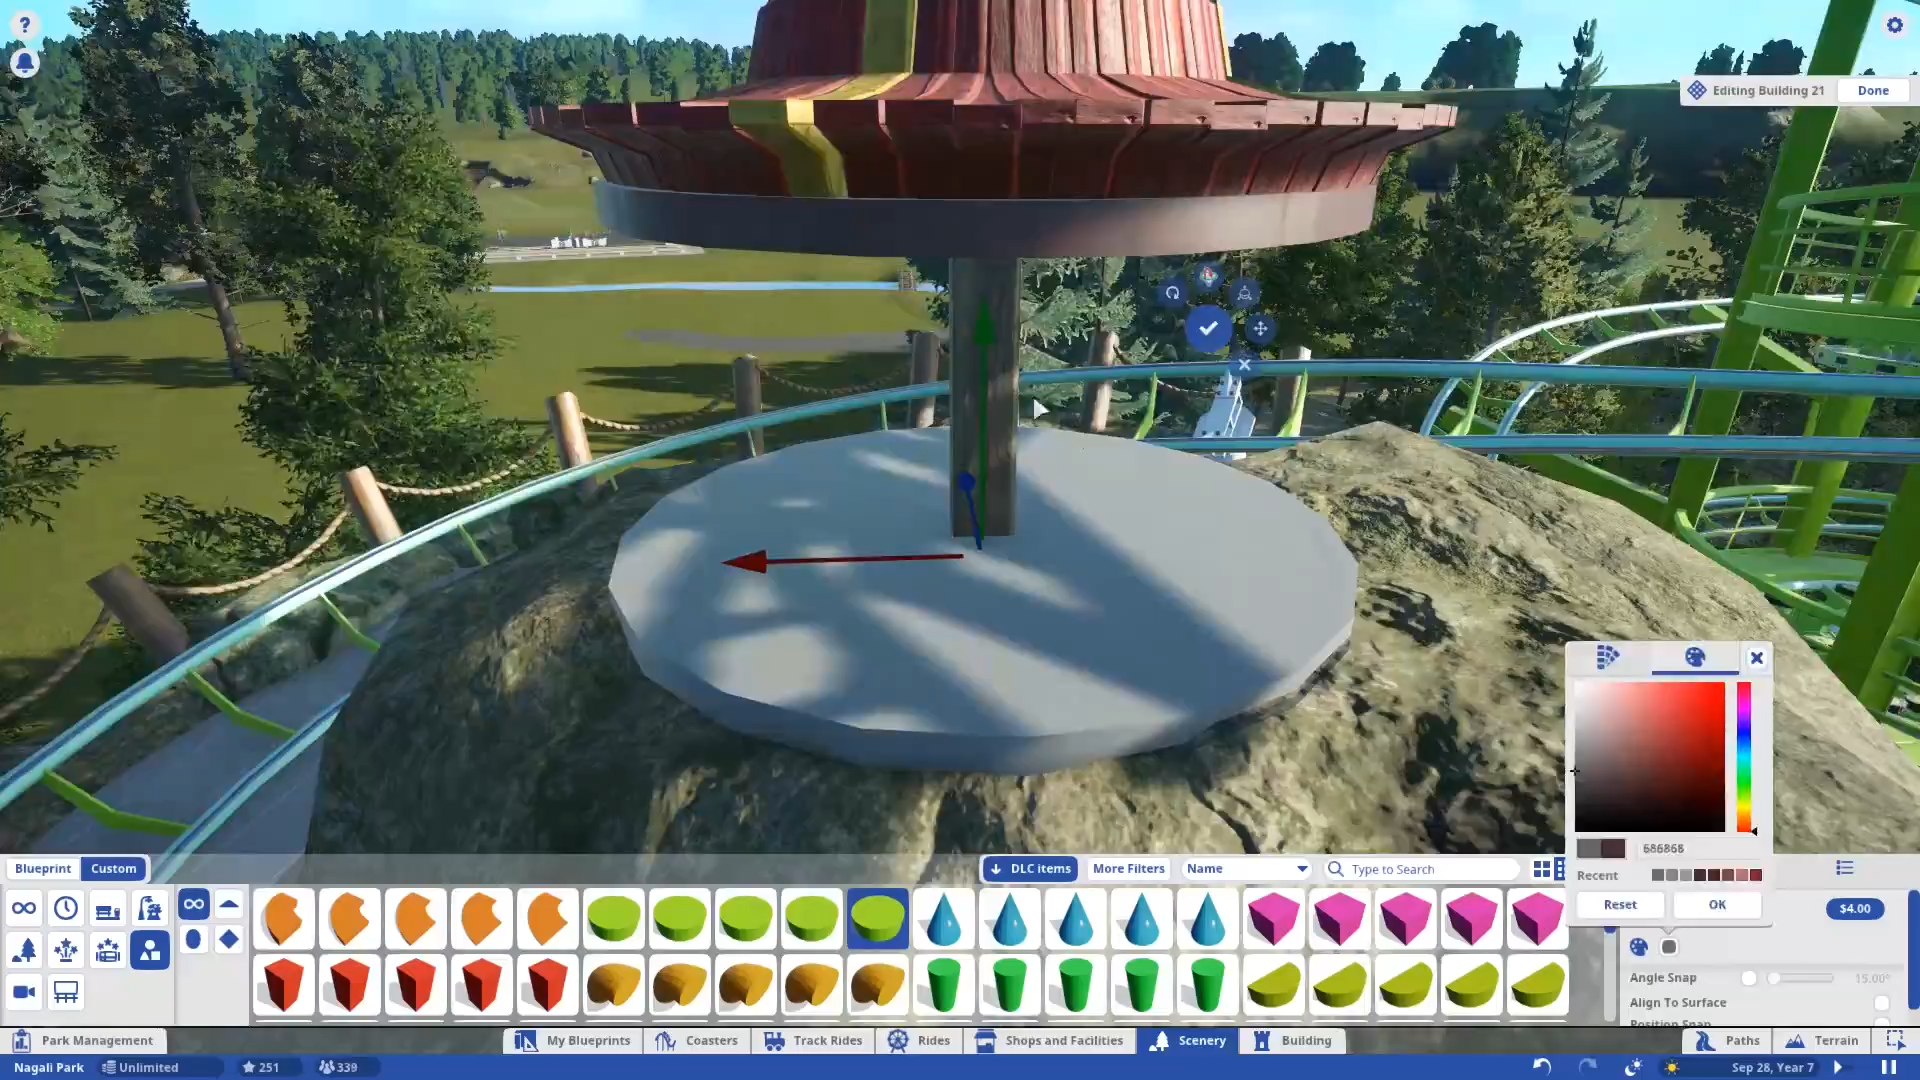 ?
Editing Building 21
Done
Blueprint
Custom
DLC items
More Filters
Name
Type to Search
686868
Recent
Reset
OK
$4.00
Angle Snap
15.00°
Align To Surface
Position Snap
Park Management
My Blueprints
Coasters
Track Rides
Rides
Shops and Facilities
Scenery
Building
Paths
Terrain
Nagali Park
Unlimited
251
339
Sep 28, Year 7